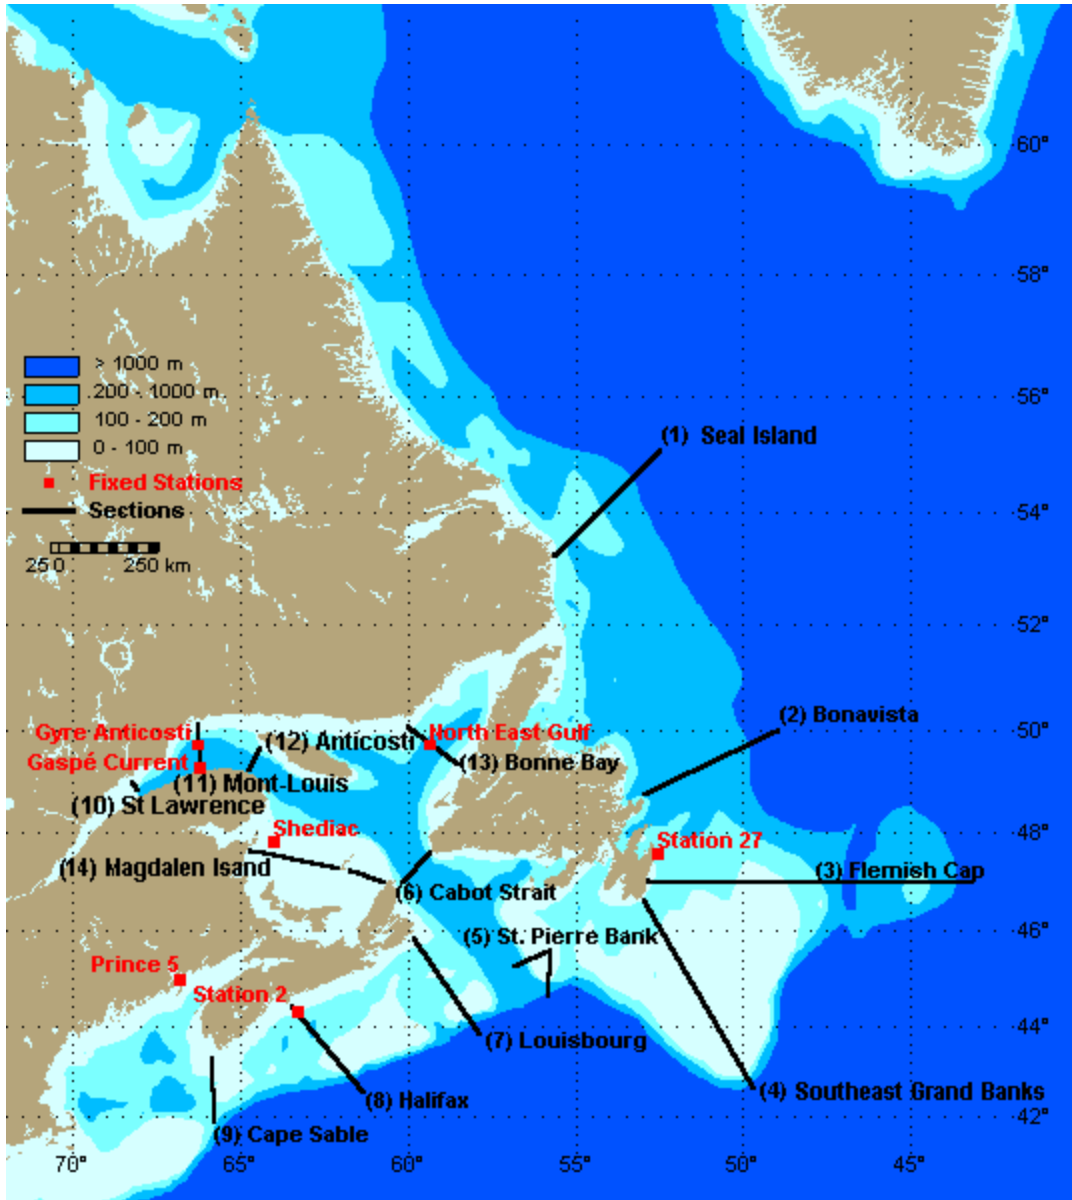 60°
58°
> 1000 m
200 - 1000 m
100 - 200 m
0 - 100 m
Fixed Stations
Sections
25 0 250 km
56°
(1) Seal Island
54°
52°
(2) Bonavista
50°
Gyre Anticosti
North East Gulf
(12) Anticosti
Gaspé Current
(13) Bonne Bay
(11) Mont-Louis
(10) St Lawrence
Shediac
48°
Station 27
(14) Magdalen Isand
(3) Flemish Cap
(6) Cabot Strait
46°
(5) St. Pierre Bank
Prince 5
Station 2
44°
(7) Louisbourg
(4) Southeast Grand Banks
(8) Halifax
42°
(9) Cape Sable
70° 65° 60° 55° 50° 45°